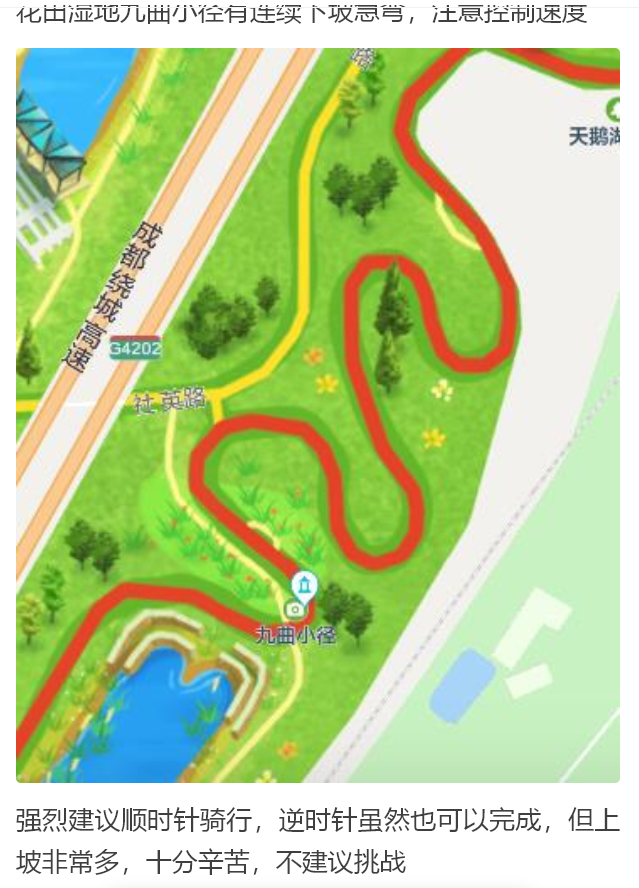 花田湿地九曲小径有连续下坡急弯，注意控制速度
路
天鹅湖
成都绕城高速
G4202
社英路
九曲小径
强烈建议顺时针骑行，逆时针虽然也可以完成，但上
坡非常多，十分辛苦，不建议挑战